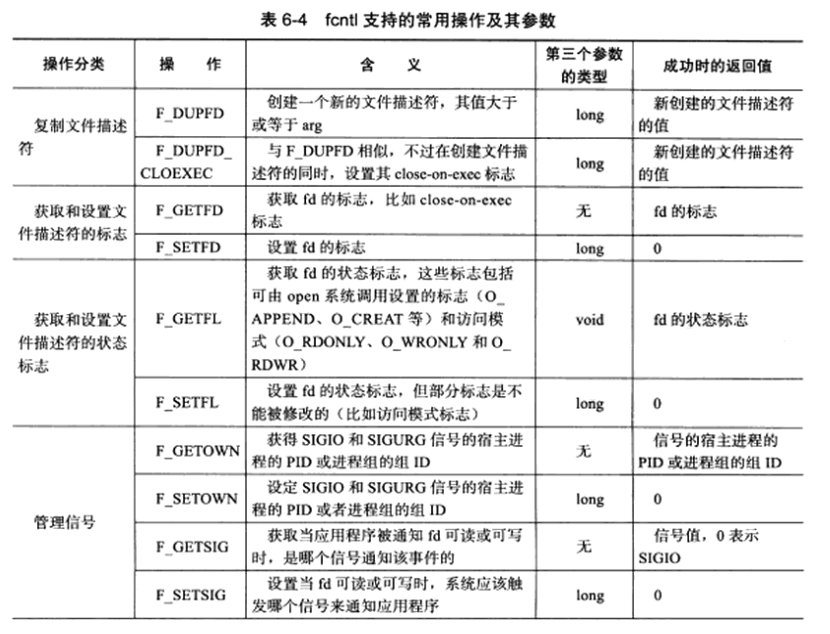 表 6-4 fcntl 支持的常用操作及其参数
操作分类 操 作 含 义 第三个参数的类型 成功时的返回值
复制文件描述
符
F_DUPFD
创建一个新的文件描述符，其值大于
或等于 arg
long
新创建的文件描述符
的值
F_DUPFD_
CLOEXEC
与 F_DUPFD 相似，不过在创建文件描
述符的同时，设置其 close-on-exec 标志
long
新创建的文件描述符
的值
获取和设置文
件描述符的标志
F_GETFD
获取 fd 的标志，比如 close-on-exec
标志
无
fd 的标志
F_SETFD
设置 fd 的标志
long
0
获取和设置文
件描述符的状态
标志
F_GETFL
获取 fd 的状态标志，这些标志包括
可由 open 系统调用设置的标志（O_
APPEND、O_CREAT 等）和访问模
式（O_RDONLY、O_WRONLY 和 O_
RDWR）
void
fd 的状态标志
F_SETFL
设置 fd 的状态标志，但部分标志是不
能被修改的（比如访问模式标志）
long
0
管理信号
F_GETOWN
获得 SIGIO 和 SIGURG 信号的宿主进
程的 PID 或进程组的组 ID
无
信号的宿主进程的
PID 或进程组的组 ID
F_SETOWN
设定 SIGIO 和 SIGURG 信号的宿主进
程的 PID 或者进程组的组 ID
long
0
F_GETSIG
获取当应用程序被通知 fd 可读或可写
时，是哪个信号通知该事件的
无
信号值，0 表示
SIGIO
F_SETSIG
设置当 fd 可读或可写时，系统应该触
发哪个信号来通知应用程序
long
0